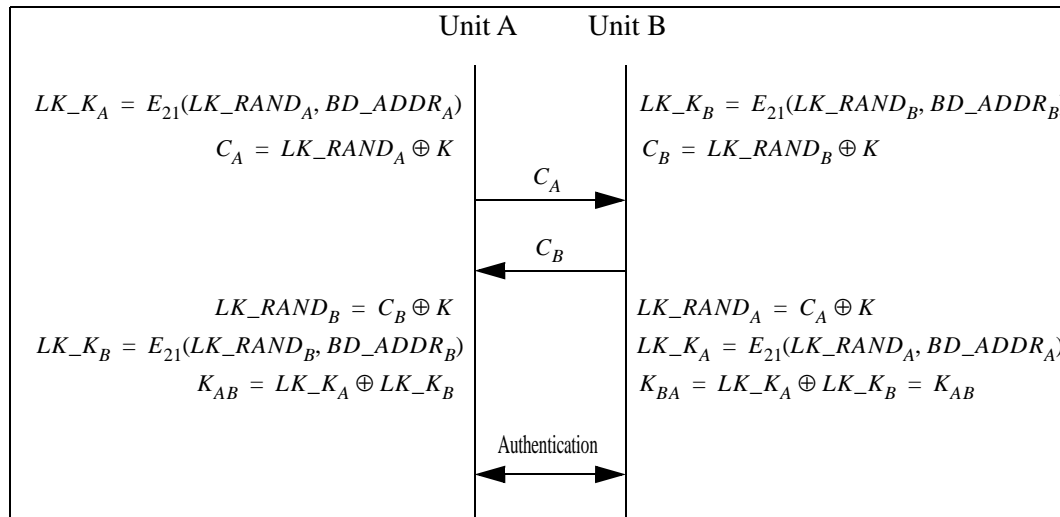 Unit A Unit B
LK_K_A = E_21(LK_RAND_A, BD_ADDR_A)
C_A = LK_RAND_A ⊕ K
LK_K_B = E_21(LK_RAND_B, BD_ADDR_B)
C_B = LK_RAND_B ⊕ K
C_A
C_B
LK_RAND_B = C_B ⊕ K
LK_K_B = E_21(LK_RAND_B, BD_ADDR_B)
K_AB = LK_K_A ⊕ LK_K_B
LK_RAND_A = C_A ⊕ K
LK_K_A = E_21(LK_RAND_A, BD_ADDR_A)
K_BA = LK_K_A ⊕ LK_K_B = K_AB
Authentication